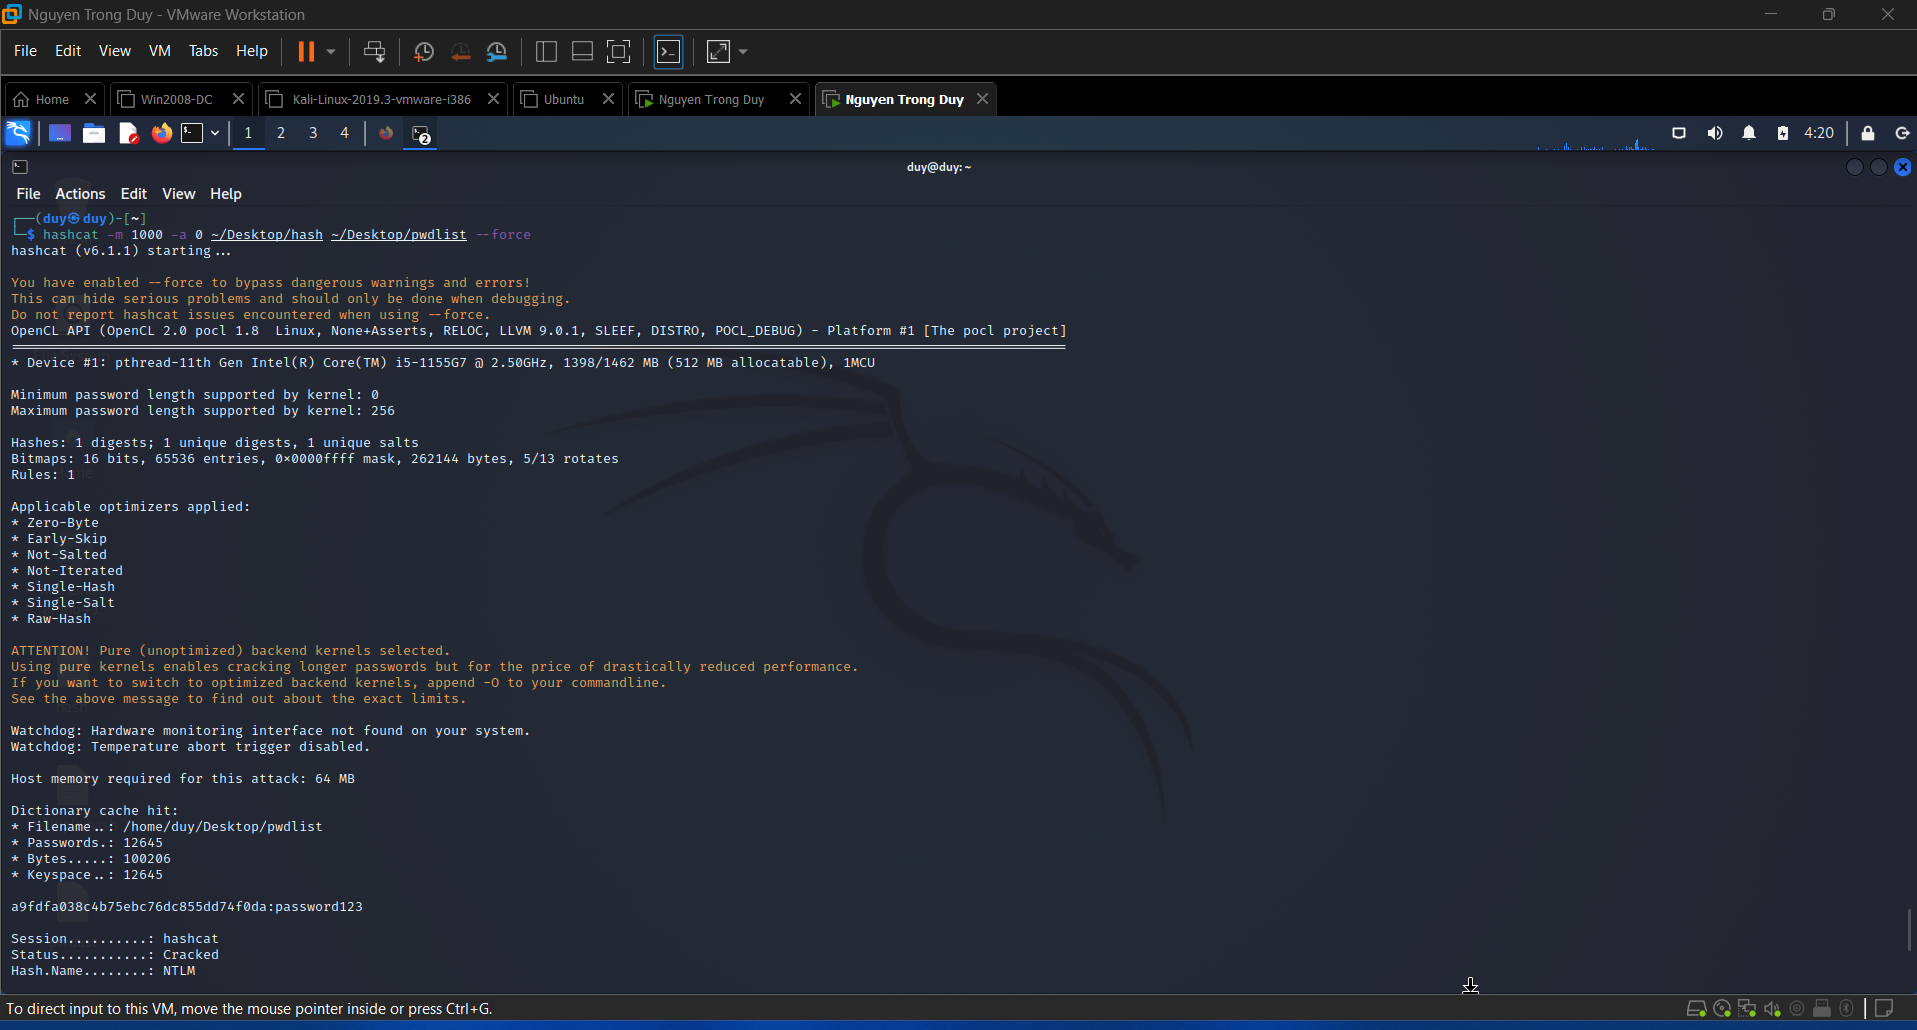 Nguyen Trong Duy - VMware Workstation
File Edit View VM Tabs Help
Home Win2008-DC Kali-Linux-2019.3-vmware-i386 Ubuntu Nguyen Trong Duy Nguyen Trong Duy
1 2 3 4 2 4:20
duy@duy: ~
File Actions Edit View Help
(duy㉿duy)-[~]
$ hashcat -m 1000 -a 0 ~/Desktop/hash ~/Desktop/pwdlist --force
hashcat (v6.1.1) starting...
You have enabled --force to bypass dangerous warnings and errors!
This can hide serious problems and should only be done when debugging.
Do not report hashcat issues encountered when using --force.
OpenCL API (OpenCL 2.0 pocl 1.8  Linux, None+Asserts, RELOC, LLVM 9.0.1, SLEEF, DISTRO, POCL_DEBUG) - Platform #1 [The pocl project]
* Device #1: pthread-11th Gen Intel(R) Core(TM) i5-1155G7 @ 2.50GHz, 1398/1462 MB (512 MB allocatable), 1MCU
Minimum password length supported by kernel: 0
Maximum password length supported by kernel: 256
Hashes: 1 digests; 1 unique digests, 1 unique salts
Bitmaps: 16 bits, 65536 entries, 0x0000ffff mask, 262144 bytes, 5/13 rotates
Rules: 1
Applicable optimizers applied:
* Zero-Byte
* Early-Skip
* Not-Salted
* Not-Iterated
* Single-Hash
* Single-Salt
* Raw-Hash
ATTENTION! Pure (unoptimized) backend kernels selected.
Using pure kernels enables cracking longer passwords but for the price of drastically reduced performance.
If you want to switch to optimized backend kernels, append -O to your commandline.
See the above message to find out about the exact limits.
Watchdog: Hardware monitoring interface not found on your system.
Watchdog: Temperature abort trigger disabled.
Host memory required for this attack: 64 MB
Dictionary cache hit:
* Filename..: /home/duy/Desktop/pwdlist
* Passwords.: 12645
* Bytes.....: 100206
* Keyspace..: 12645
a9fdfa038c4b75ebc76dc855dd74f0da:password123
Session..........: hashcat
Status...........: Cracked
Hash.Name........: NTLM
To direct input to this VM, move the mouse pointer inside or press Ctrl+G.